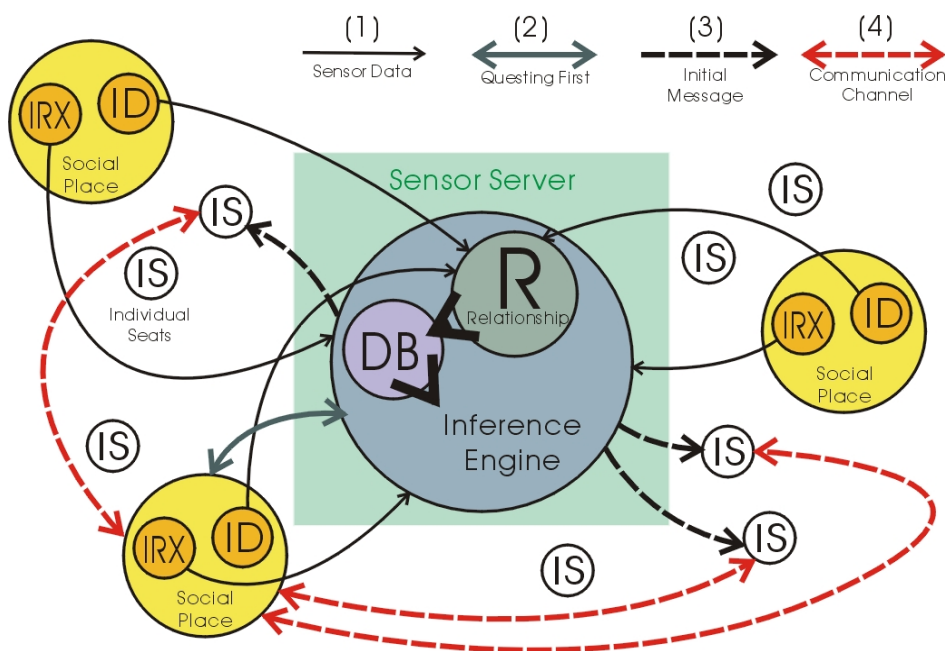 (1)
Sensor Data
(2)
Questing First
(3)
Initial
Message
(4)
Communication
Channel
IRX
ID
Social
Place
Sensor Server
IS
IS
IS
IS
Individual
Seats
R
Relationship
DB
Inference
Engine
IRX
ID
Social
Place
IS
IS
IS
IRX
ID
Social
Place
IS